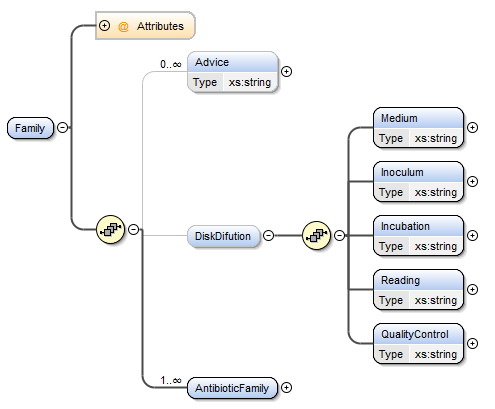 @ Attributes
0..∞
Advice
Type xs:string
Family
Medium
Type xs:string
Inoculum
Type xs:string
DiskDifution
Incubation
Type xs:string
Reading
Type xs:string
QualityControl
Type xs:string
1..∞
AntibioticFamily